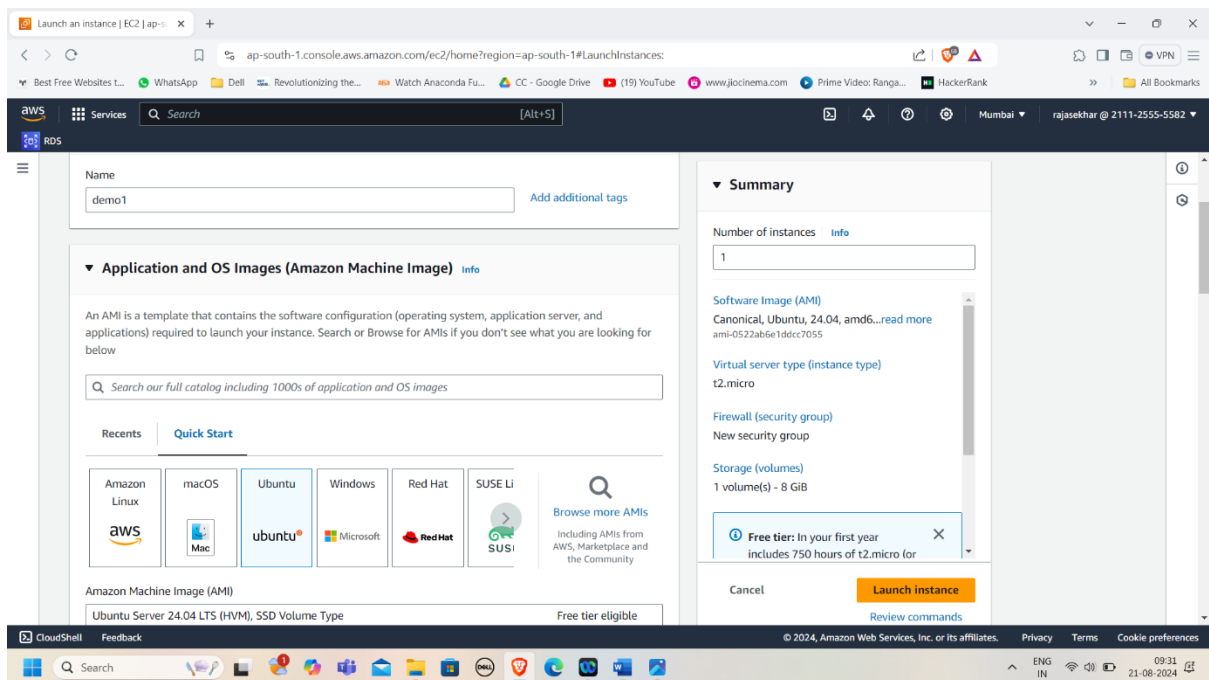 Launch an instance | EC2 | ap-s
ap-south-1.console.aws.amazon.com/ec2/home?region=ap-south-1#LaunchInstances:
VPN
Best Free Websites t... WhatsApp Dell Revolutionizing the... Watch Anaconda Fu... CC - Google Drive (19) YouTube www.jiocinema.com Prime Video: Ranga... HackerRank » All Bookmarks
aws Services Search [Alt+S] Mumbai rajasekhar @ 2111-2555-5582
RDS
Name
demo1
Add additional tags
Application and OS Images (Amazon Machine Image) Info
An AMI is a template that contains the software configuration (operating system, application server, and
applications) required to launch your instance. Search or Browse for AMIs if you don't see what you are looking for
below
Search our full catalog including 1000s of application and OS images
Recents Quick Start
Amazon
Linux
aws
macOS
Mac
Ubuntu
ubuntu®
Windows
Microsoft
Red Hat
Red Hat
SUSE Li
SUSI
Browse more AMIs
Including AMIs from
AWS, Marketplace and
the Community
Amazon Machine Image (AMI)
Ubuntu Server 24.04 LTS (HVM), SSD Volume Type Free tier eligible
Summary
Number of instances Info
1
Software Image (AMI)
Canonical, Ubuntu, 24.04, amd6...read more
ami-0522ab6e1ddcc7055
Virtual server type (instance type)
t2.micro
Firewall (security group)
New security group
Storage (volumes)
1 volume(s) - 8 GiB
Free tier: In your first year
includes 750 hours of t2.micro (or
Cancel Launch instance
Review commands
CloudShell Feedback © 2024, Amazon Web Services, Inc. or its affiliates. Privacy Terms Cookie preferences
Search DELL W ENG 09:31
IN 21-08-2024